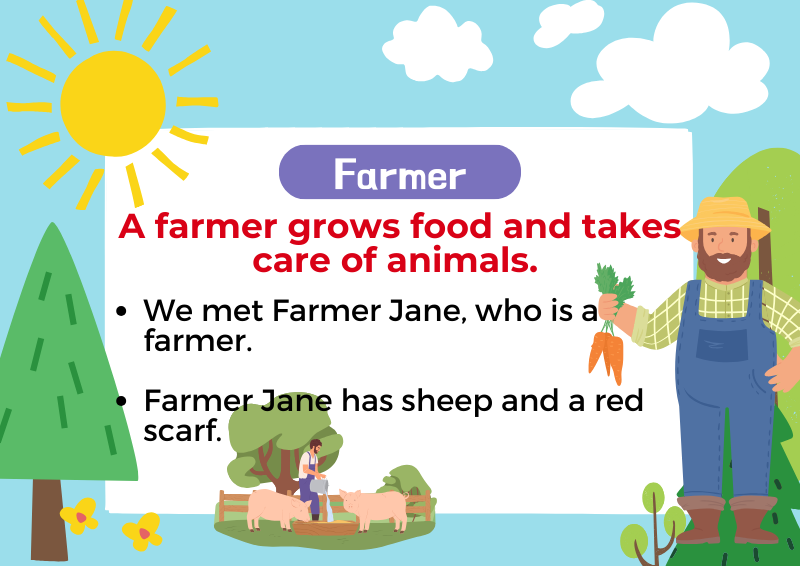 Farmer
A farmer grows food and takes
care of animals.
• We met Farmer Jane, who is a
farmer.
• Farmer Jane has sheep and a red
scarf.